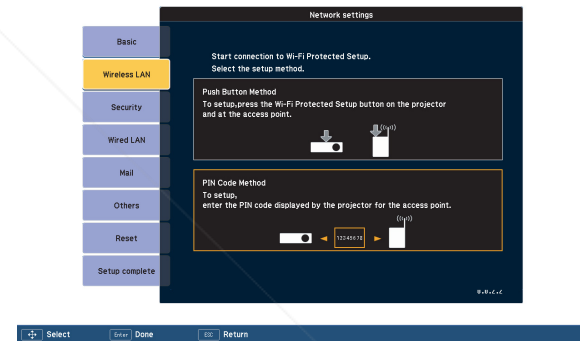 Network settings
Basic
Wireless LAN
Security
Wired LAN
Mail
Others
Reset
Setup complete
Start connection to Wi-Fi Protected Setup.
Select the setup method.
Push Button Method
To setup,press the Wi-Fi Protected Setup button on the projector
and at the access point.
PIN Code Method
To setup,
enter the PIN code displayed by the projector for the access point.
12345678
Select
Enter Done
ESC Return